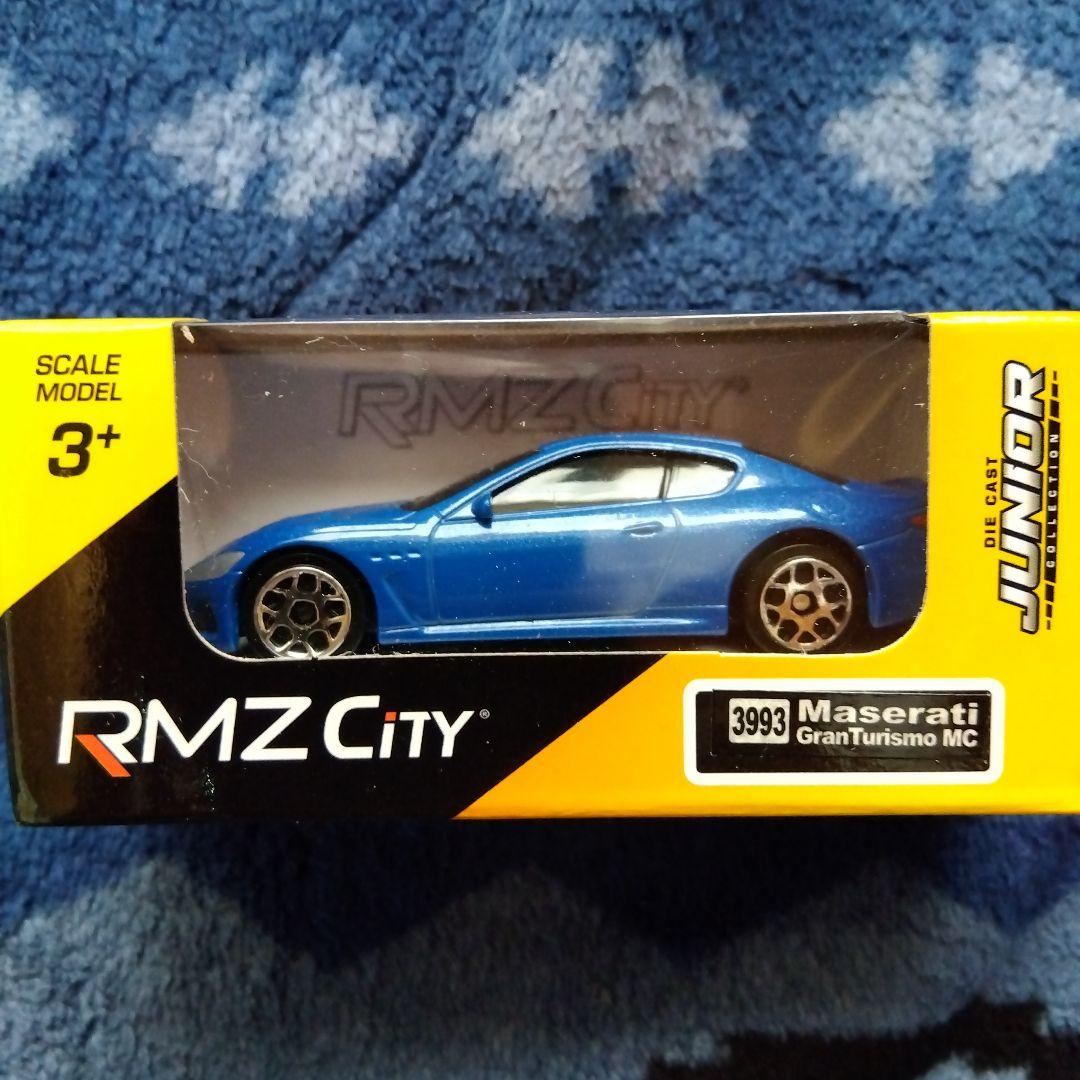 SCALE
MODEL
3+
RMZ CiTY®
DIE CAST
JUNIOR
COLLECTION
RMZ CiTY®
3993 Maserati
GranTurismo MC